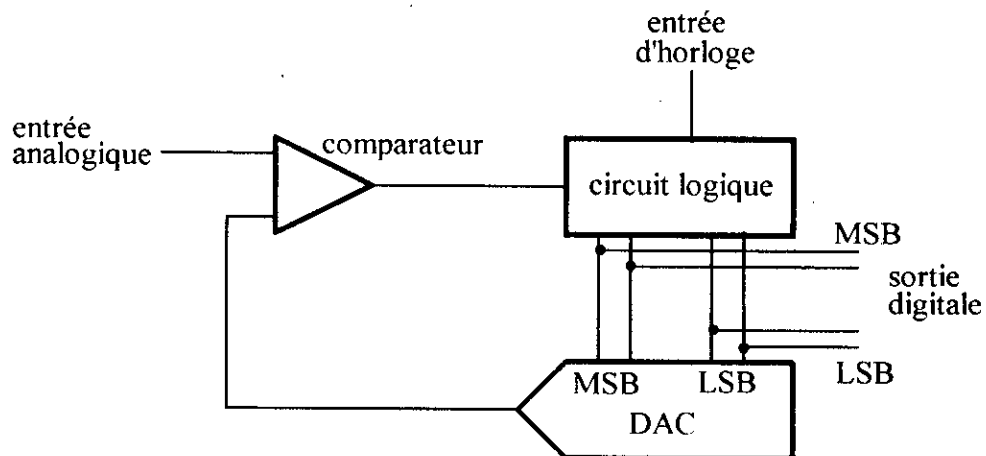 entrée
d'horloge
entrée
analogique
comparateur
circuit logique
MSB
sortie
digitale
LSB
MSB
LSB
DAC